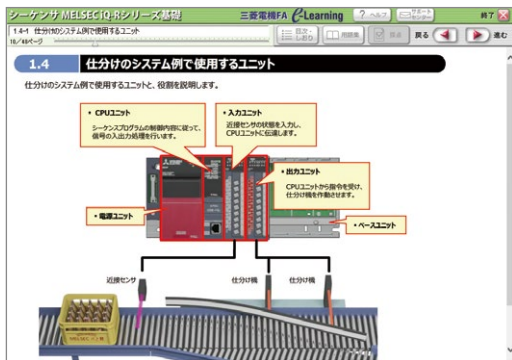 シーケンサ MELSEC iQ-Rシリーズ基礎
三菱電機FA e-Learning
? ヘルプ
サポートセンター
終了
1.4-1 仕分けのシステム例で使用するユニット
目次・しおり
用語集
戻る
進む
1.4 仕分けのシステム例で使用するユニット
仕分けのシステム例で使用するユニットと、役割を説明します。
・CPUユニット
シーケンスプログラムの制御内容に従って、
信号の入出力処理を行います。
・入力ユニット
近接センサの状態を入力し、
CPUユニットに伝達します。
・出力ユニット
CPUユニットから指令を受け、
仕分け機を作動させます。
・電源ユニット
・ベースユニット
近接センサ
仕分け機
仕分け機